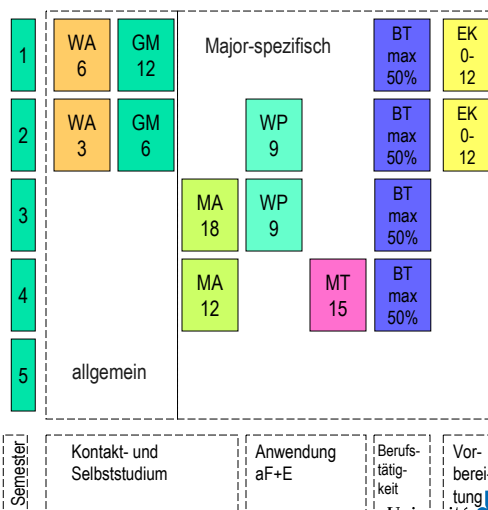 1
WA
6
GM
12
Major-spezifisch
BT
max
50%
EK
0-
12
2
WA
3
GM
6
WP
9
BT
max
50%
EK
0-
12
3
MA
18
WP
9
BT
max
50%
4
MA
12
MT
15
BT
max
50%
5
allgemein
Semester
Kontakt- und
Selbststudium
Anwendung
aF+E
Berufs-
tätig-
keit
Vor-
berei-
tung